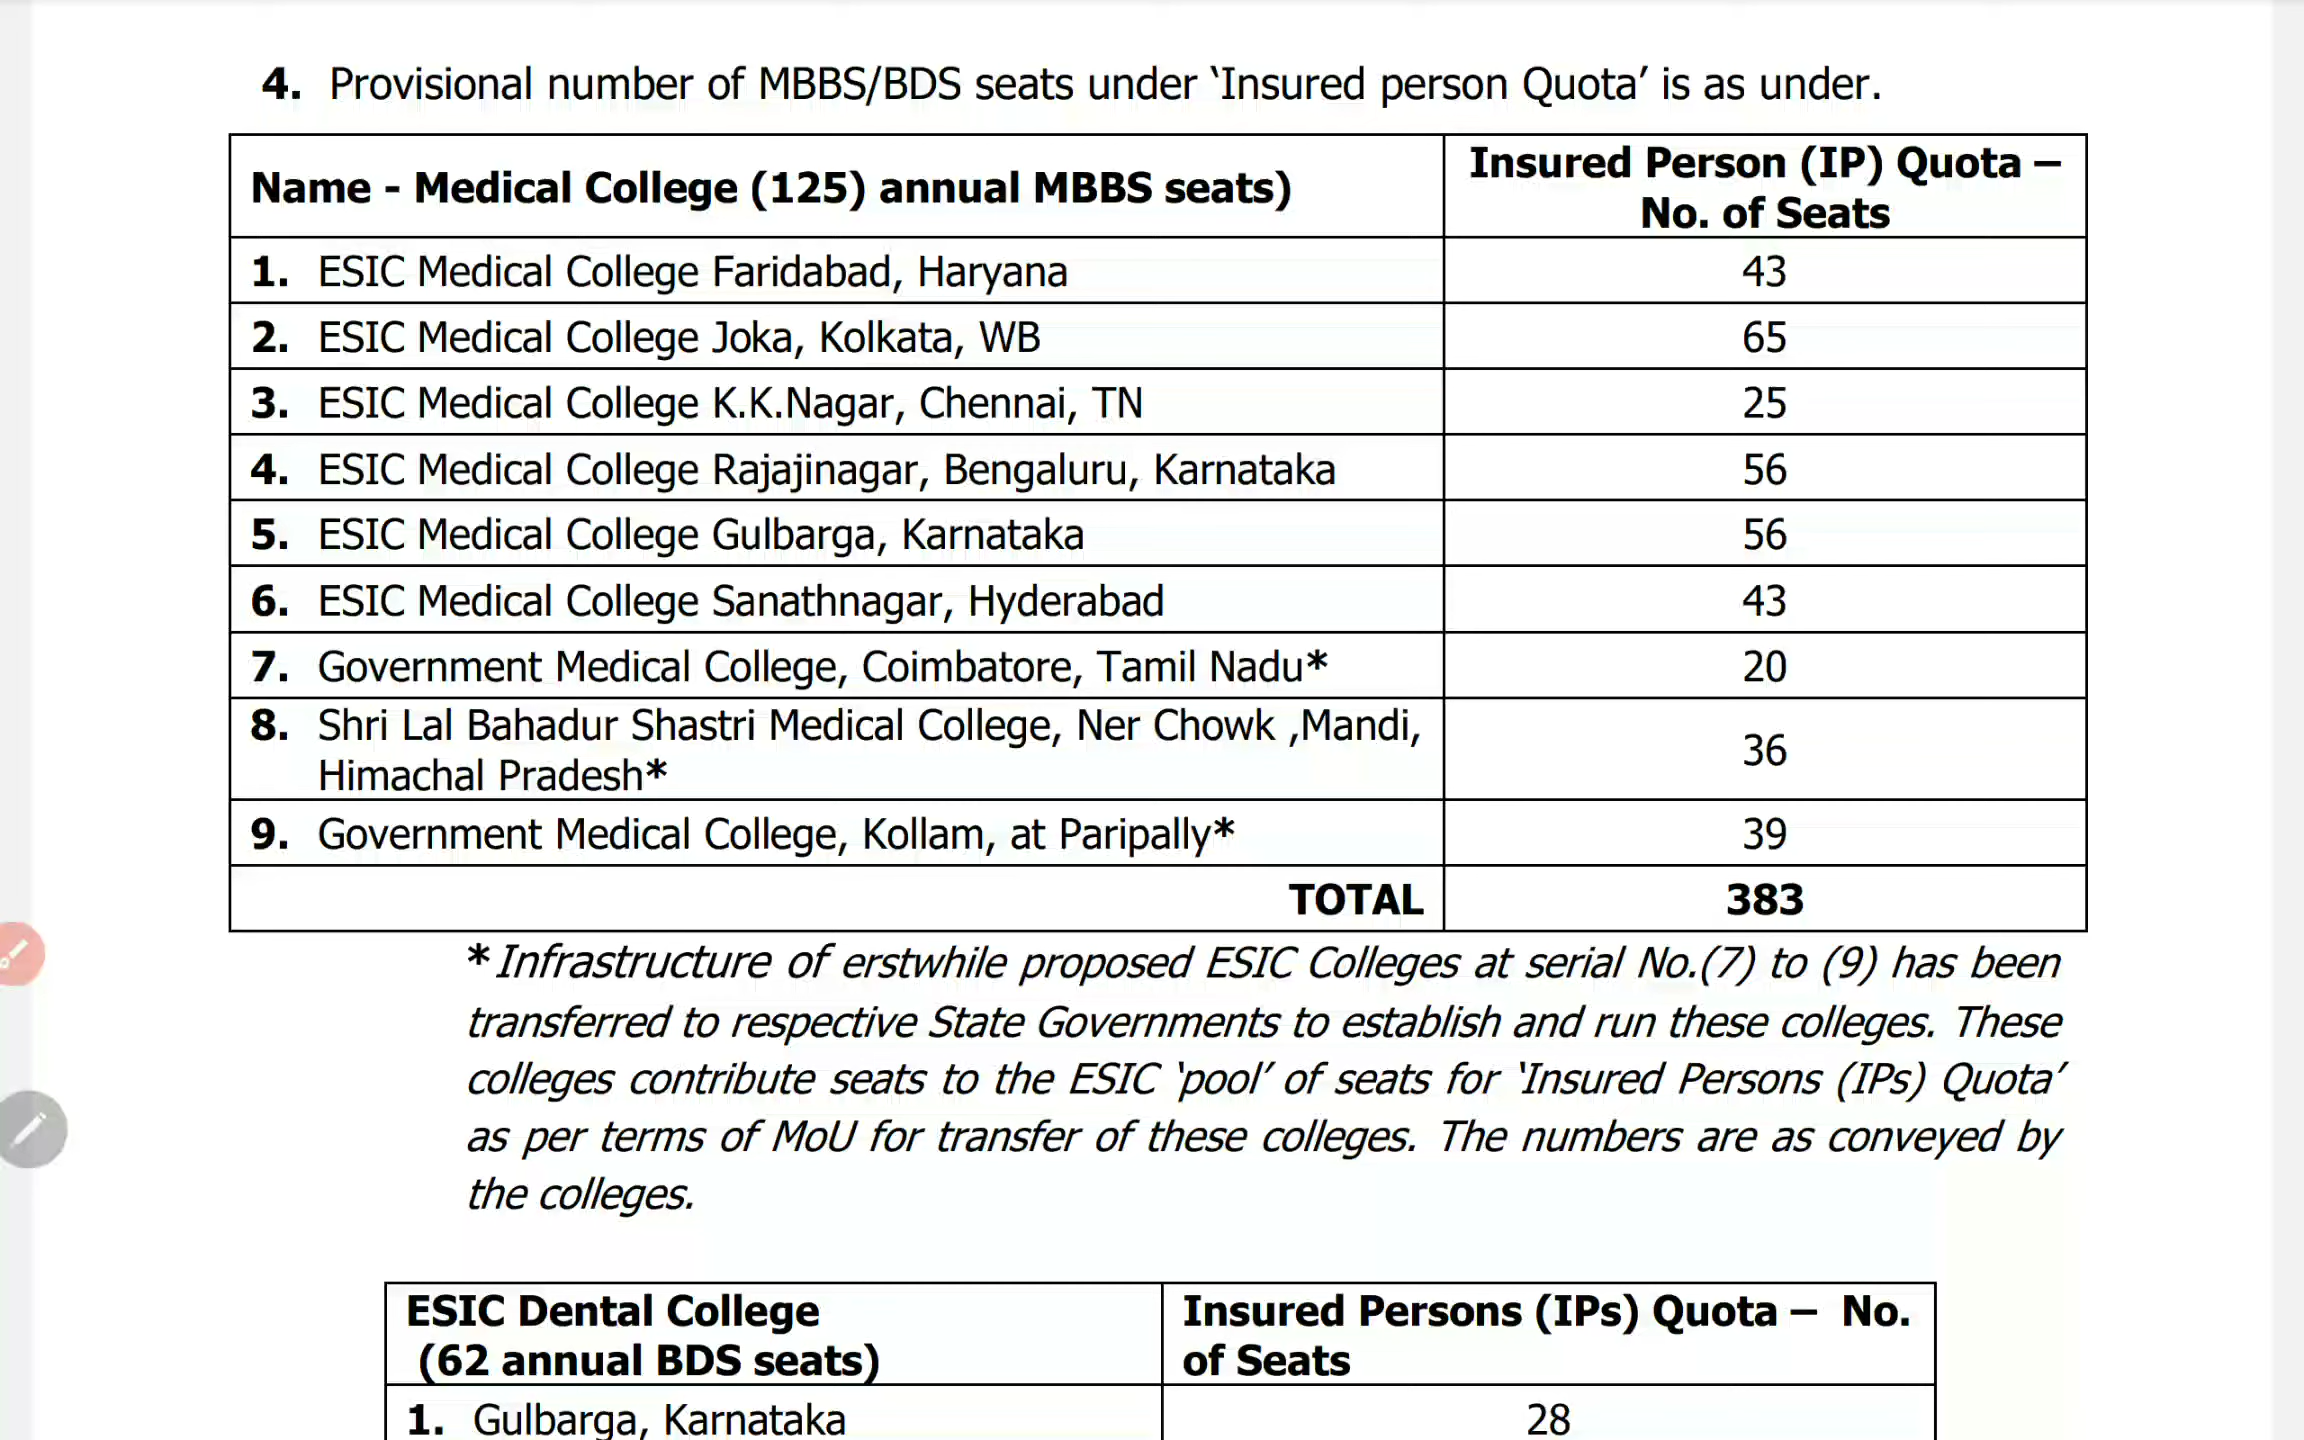 4. Provisional number of MBBS/BDS seats under ‘Insured person Quota’ is as under.
Name - Medical College (125) annual MBBS seats)
Insured Person (IP) Quota –
No. of Seats
1. ESIC Medical College Faridabad, Haryana 43
2. ESIC Medical College Joka, Kolkata, WB 65
3. ESIC Medical College K.K.Nagar, Chennai, TN 25
4. ESIC Medical College Rajajinagar, Bengaluru, Karnataka 56
5. ESIC Medical College Gulbarga, Karnataka 56
6. ESIC Medical College Sanathnagar, Hyderabad 43
7. Government Medical College, Coimbatore, Tamil Nadu* 20
8. Shri Lal Bahadur Shastri Medical College, Ner Chowk ,Mandi,
Himachal Pradesh* 36
9. Government Medical College, Kollam, at Paripally* 39
TOTAL 383
*Infrastructure of erstwhile proposed ESIC Colleges at serial No.(7) to (9) has been
transferred to respective State Governments to establish and run these colleges. These
colleges contribute seats to the ESIC ‘pool’ of seats for ‘Insured Persons (IPs) Quota’
as per terms of MoU for transfer of these colleges. The numbers are as conveyed by
the colleges.
ESIC Dental College
(62 annual BDS seats)
Insured Persons (IPs) Quota – No.
of Seats
1. Gulbarga, Karnataka 28